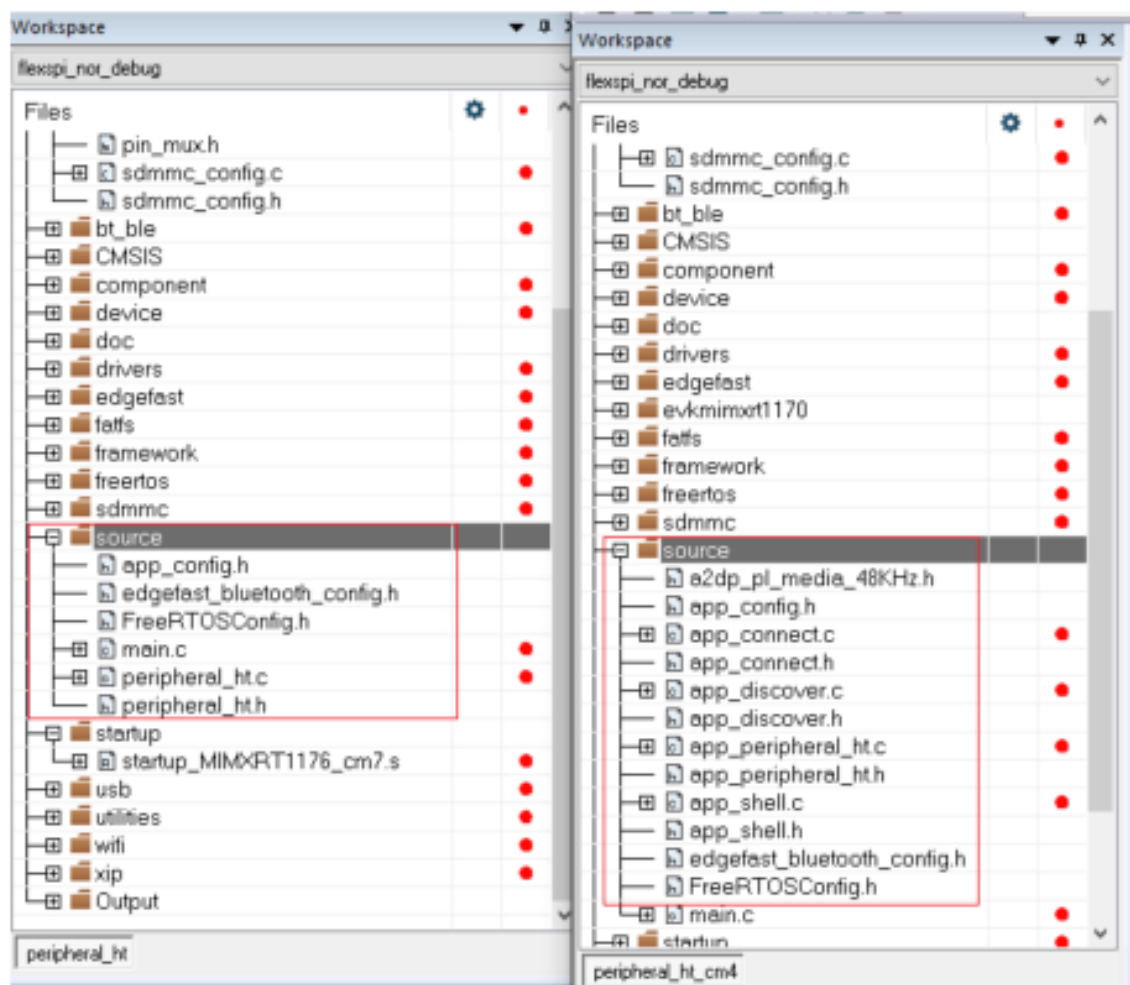 Workspace
flexspi_nor_debug
Files
pin_mux.h
sdmmc_config.c
sdmmc_config.h
bt_ble
CMSIS
component
device
doc
drivers
edgefast
fatfs
framework
freertos
sdmmc
source
app_config.h
edgefast_bluetooth_config.h
FreeRTOSConfig.h
main.c
peripheral_ht.c
peripheral_ht.h
startup
startup_MIMXRT1176_cm7.s
usb
utilities
wifi
xip
Output
peripheral_ht
Workspace
flexspi_nor_debug
Files
sdmmc_config.c
sdmmc_config.h
bt_ble
CMSIS
component
device
doc
drivers
edgefast
evkmimxrt1170
fatfs
framework
freertos
sdmmc
source
a2dp_pl_media_48KHz.h
app_config.h
app_connect.c
app_connect.h
app_discover.c
app_discover.h
app_peripheral_ht.c
app_peripheral_ht.h
app_shell.c
app_shell.h
edgefast_bluetooth_config.h
FreeRTOSConfig.h
main.c
startup
peripheral_ht_cm4